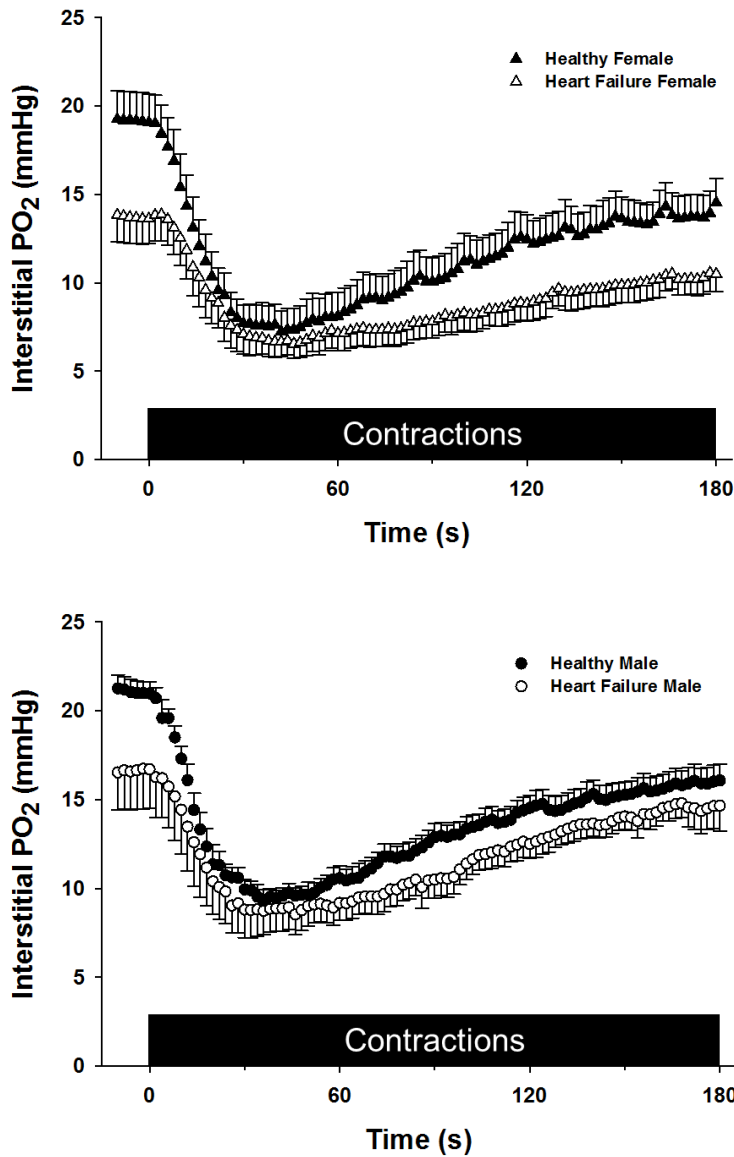 25
20
15
10
5
0
Interstitial PO2 (mmHg)
Healthy Female
Heart Failure Female
Contractions
0
60
120
180
Time (s)
25
20
15
10
5
0
Interstitial PO2 (mmHg)
Healthy Male
Heart Failure Male
Contractions
0
60
120
180
Time (s)